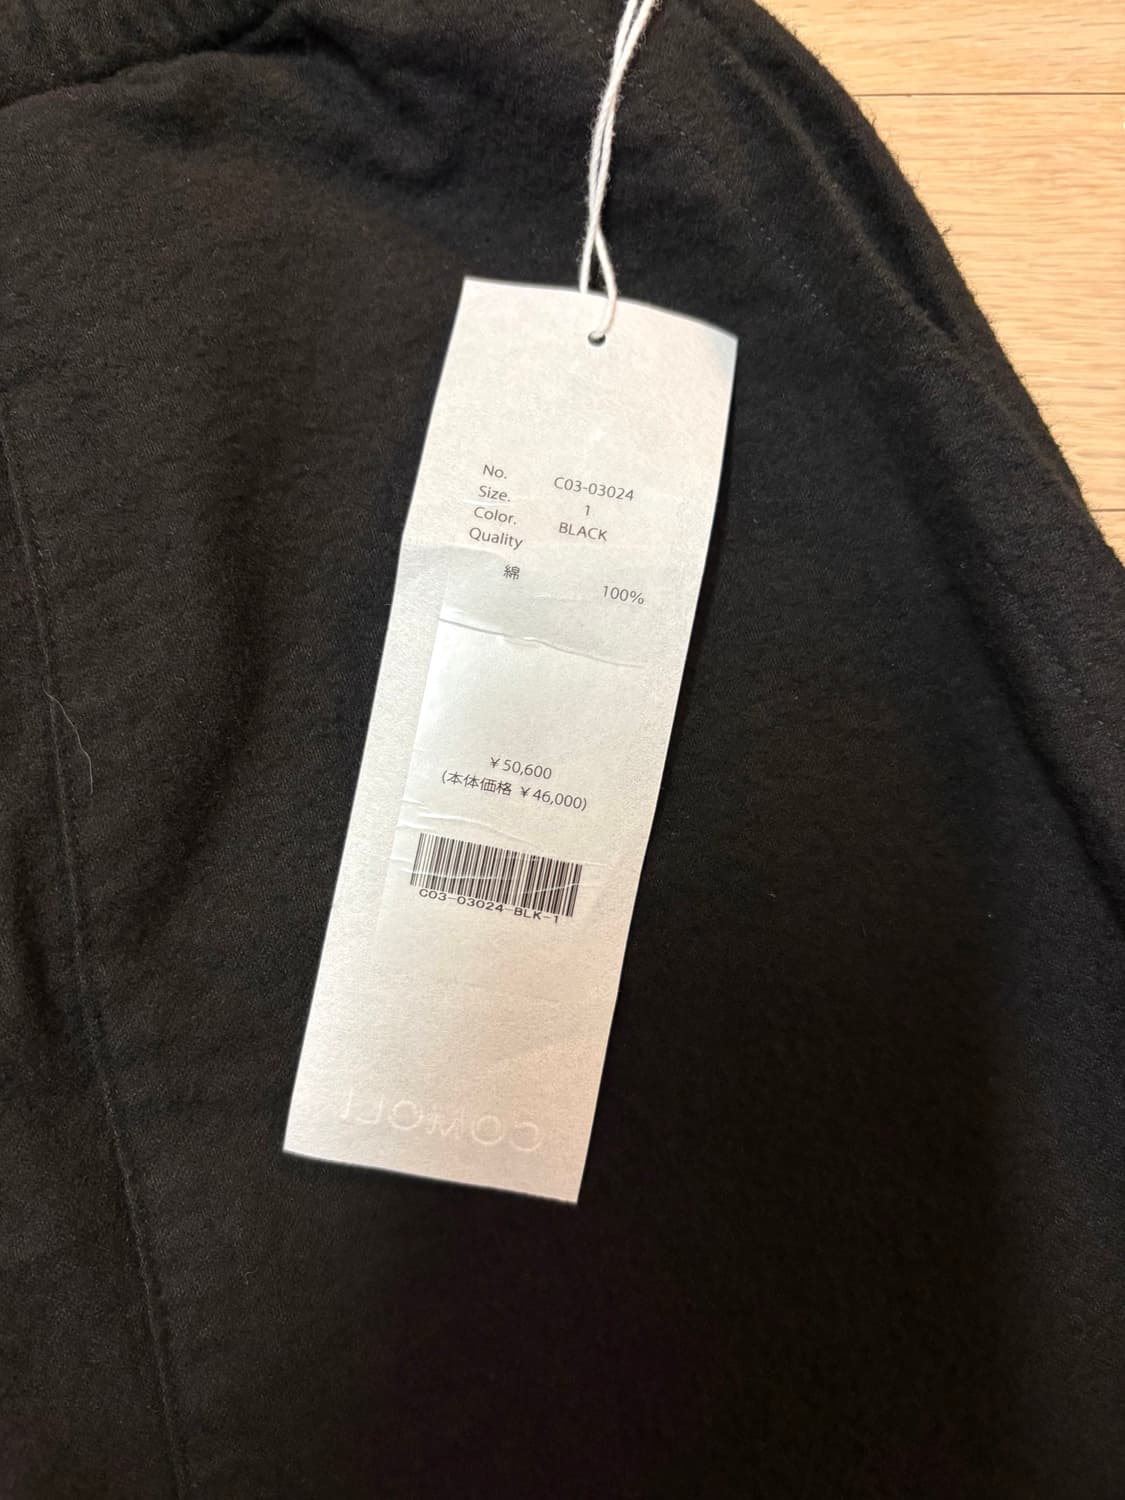 No. C03-03024
Size. 1
Color. BLACK
Quality
綿 100%
¥50,600
(本体価格 ¥46,000)
C03-03024-BLK-1
COMOLI